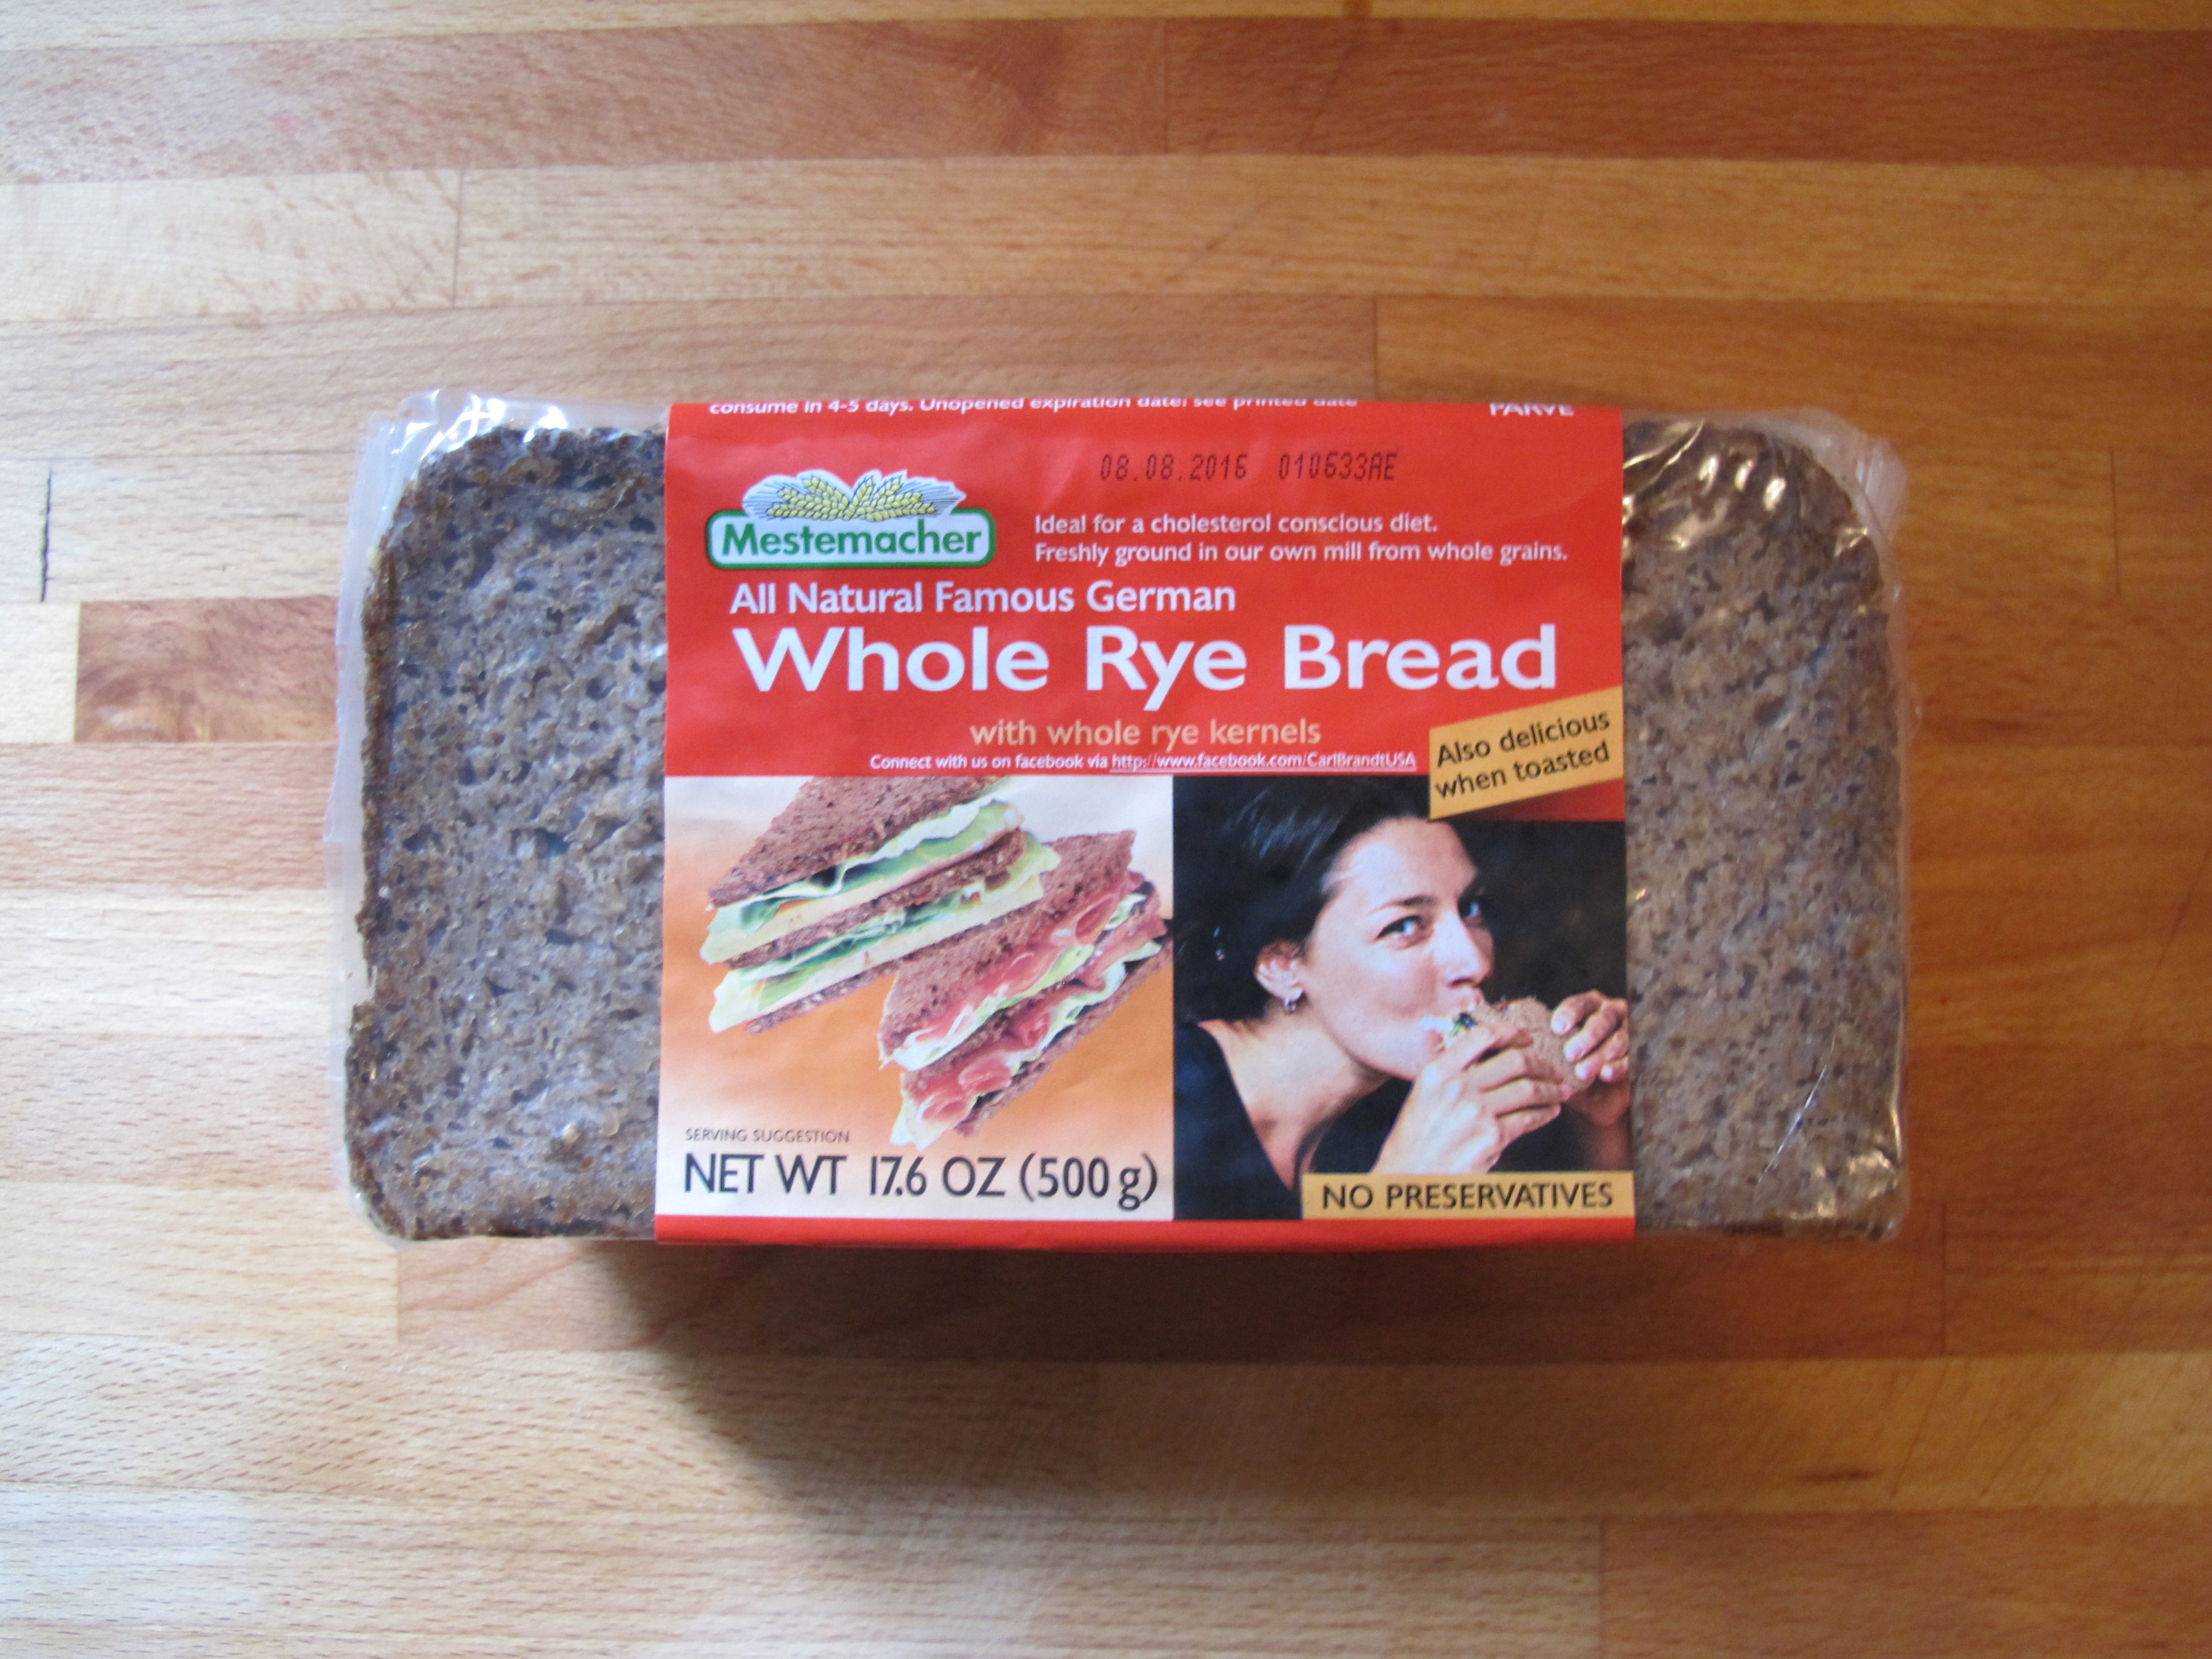 consume in 4-5 days. Unopened expiration date: see printed date
PARVE
08.08.2016 010633AE
Mestemacher
Ideal for a cholesterol conscious diet.
Freshly ground in our own mill from whole grains.
All Natural Famous German
Whole Rye Bread
with whole rye kernels
Connect with us on facebook via http://www.facebook.com/CarlBrandtUSA
Also delicious
when toasted
SERVING SUGGESTION
NET WT 17.6 OZ (500 g)
NO PRESERVATIVES